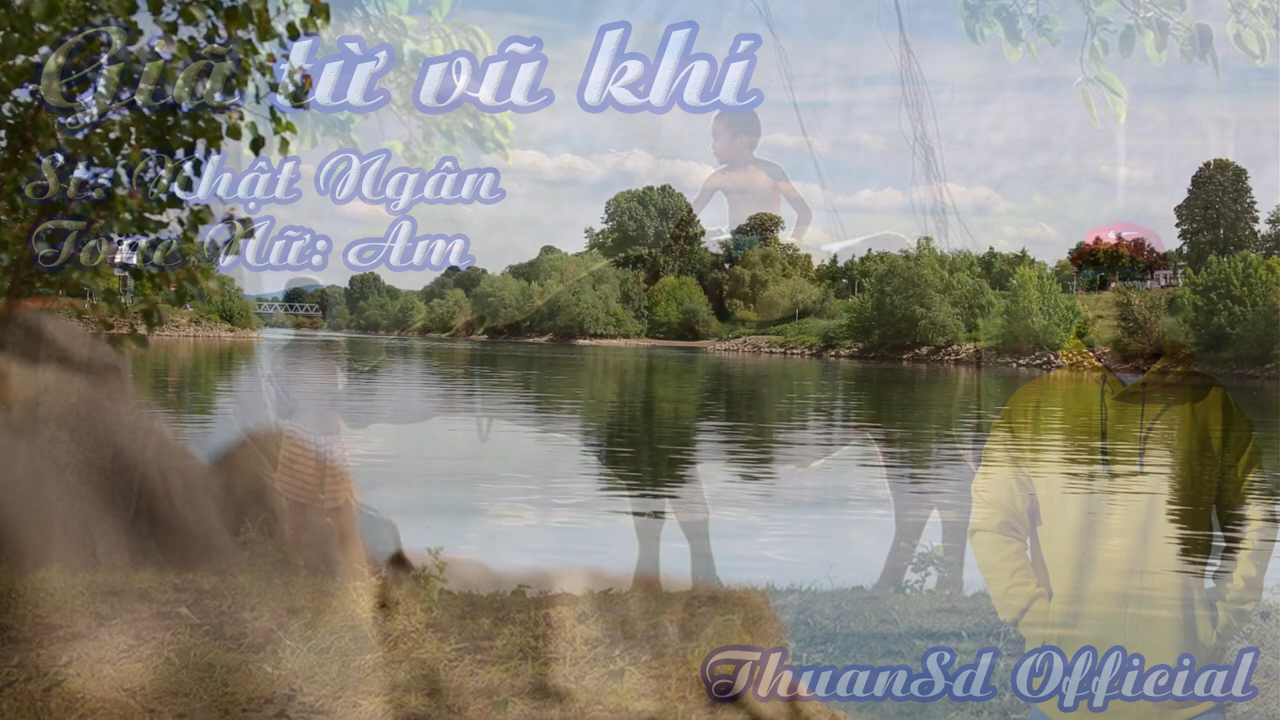 Giã từ vũ khí
St: Nhật Ngân
Tone Nữ: Am
ThuanSd Official